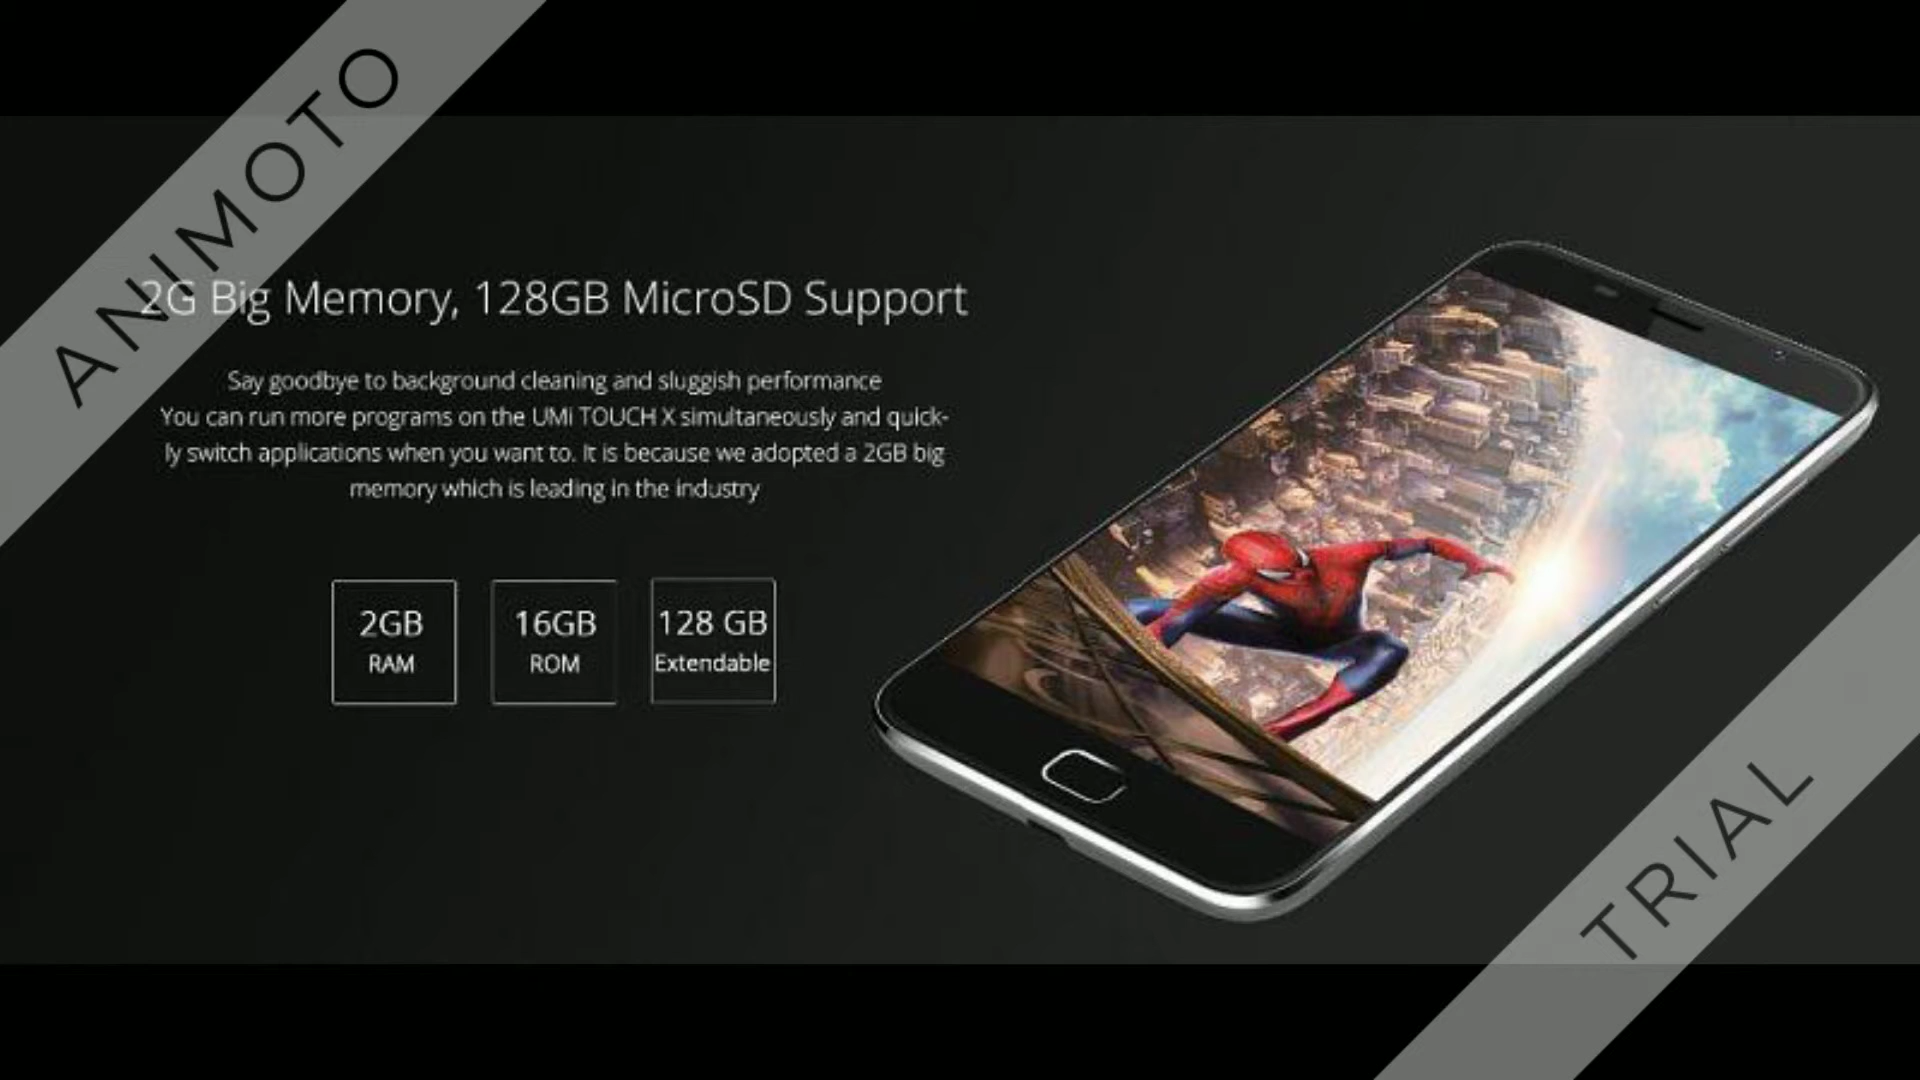 ANIMOTO
2G Big Memory, 128GB MicroSD Support
Say goodbye to background cleaning and sluggish performance
You can run more programs on the UMi TOUCH X simultaneously and quick-
ly switch applications when you want to. It is because we adopted a 2GB big
memory which is leading in the industry
2GB
RAM
16GB
ROM
128 GB
Extendable
TRIAL